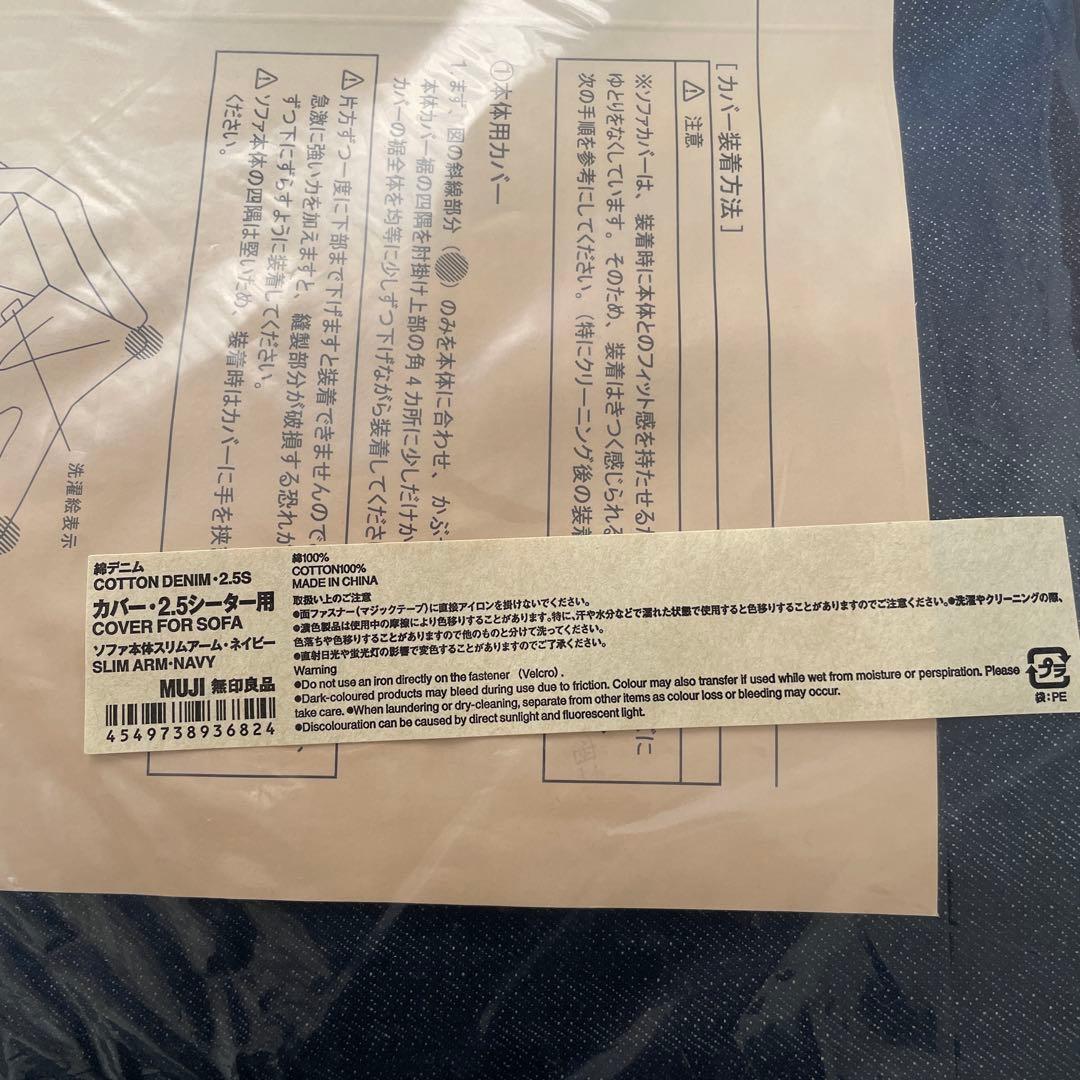 [カバー装着方法]
⚠ 注意
※ソファカバーは、装着時に本体とのフィット感を持たせる
ゆとりをなくしています。そのため、装着はきつく感じられる
次の手順を参考にしてください。(特にクリーニング後の装着
①本体用カバー
1. まず、図の斜線部分( )のみを本体に合わせ、かぶ
本体カバー裾の四隅を肘掛け上部の角4カ所に少しだけか
カバーの裾全体を均等に少しずつ下げながら装着してくださ
⚠片方ずつ一度に下部まで下げますと装着できませんので
急激に強い力を加えますと、縫製部分が破損する恐れが
ずつ下にずらすように装着してください。
⚠ソファ本体の四隅は堅いため、装着時はカバーに手を挟
ください。
洗濯絵表示
綿デニム
COTTON DENIM・2.5S
カバー・2.5シーター用
COVER FOR SOFA
ソファ本体スリムアーム・ネイビー
SLIM ARM・NAVY
MUJI 無印良品
4549738936824
綿100%
COTTON100%
MADE IN CHINA
取扱い上のご注意
●面ファスナー(マジックテープ)に直接アイロンを掛けないでください。
●濃色製品は使用中の摩擦により色移りすることがあります。特に、汗や水分などで濡れた状態で使用すると色移りすることがありますのでご注意ください。●洗濯やクリーニングの際、
色落ちや色移りすることがありますので他のものと分けて洗ってください。
●直射日光や蛍光灯の影響で変色することがありますのでご了承ください。
Warning
●Do not use an iron directly on the fastener (Velcro).
●Dark-coloured products may bleed during use due to friction. Colour may also transfer if used while wet from moisture or perspiration. Please
take care. ●When laundering or dry-cleaning, separate from other items as colour loss or bleeding may occur.
●Discolouration can be caused by direct sunlight and fluorescent light.
プラ
袋:PE